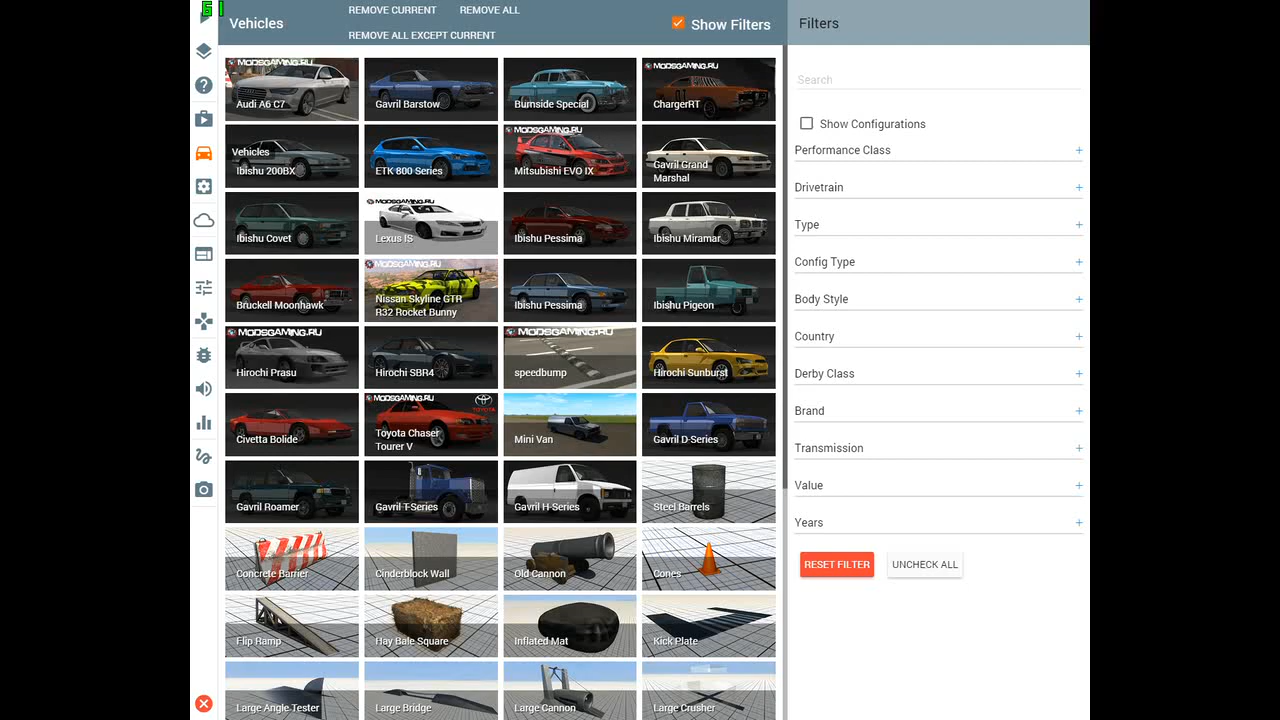 61
Vehicles
REMOVE CURRENT
REMOVE ALL
REMOVE ALL EXCEPT CURRENT
Show Filters
Filters
MODSGAMING.RU
Audi A6 C7
Gavril Barstow
Burnside Special
MODSGAMING.RU
ChargerRT
Vehicles
Ibishu 200BX
ETK 800 Series
MODSGAMING.RU
Mitsubishi EVO IX
Gavril Grand
Marshal
Ibishu Covet
MODSGAMING.RU
Lexus IS
Ibishu Pessima
Ibishu Miramar
Bruckell Moonhawk
MODSGAMING.RU
Nissan Skyline GTR
R32 Rocket Bunny
Ibishu Pessima
Ibishu Pigeon
MODSGAMING.RU
Hirochi Prasu
Hirochi SBR4
MODSGAMING.RU
speedbump
Hirochi Sunburst
Civetta Bolide
MODSGAMING.RU
TOYOTA
Toyota Chaser
Tourer V
Mini Van
Gavril D-Series
Gavril Roamer
Gavril T-Series
Gavril H-Series
Steel Barrels
Concrete Barrier
Cinderblock Wall
Old Cannon
Cones
Flip Ramp
Hay Bale Square
Inflated Mat
Kick Plate
Large Angle Tester
Large Bridge
Large Cannon
Large Crusher
Search
Show Configurations
Performance Class +
Drivetrain +
Type +
Config Type +
Body Style +
Country +
Derby Class +
Brand +
Transmission +
Value +
Years +
RESET FILTER
UNCHECK ALL